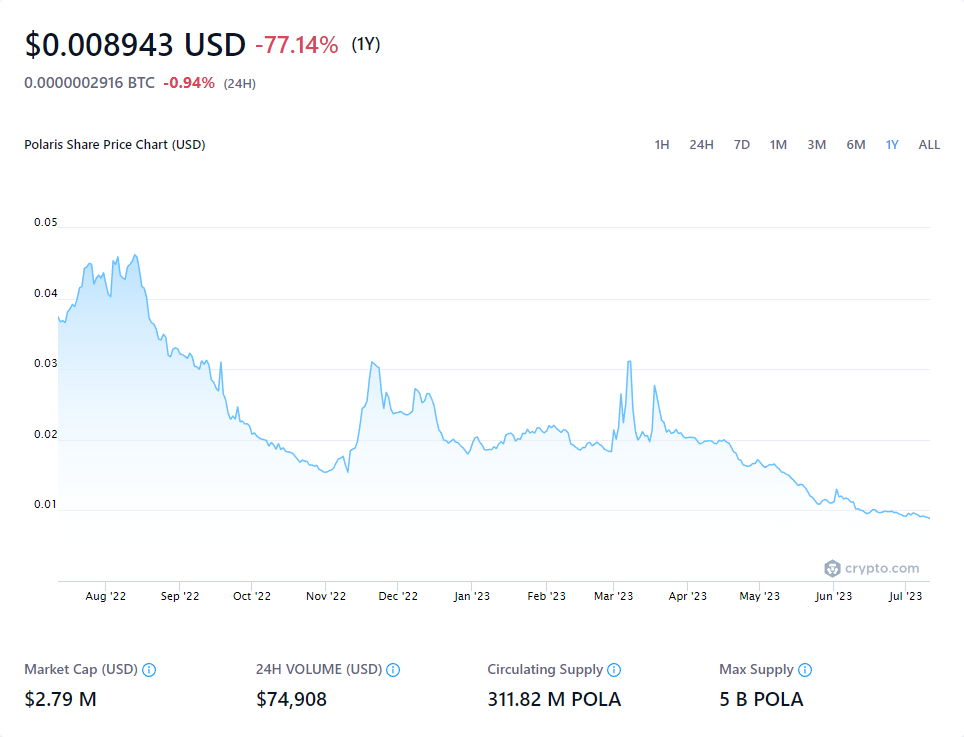 $0.008943 USD -77.14% (1Y)
0.0000002916 BTC -0.94% (24H)
Polaris Share Price Chart (USD) 1H 24H 7D 1M 3M 6M 1Y ALL
0.05
0.04
0.03
0.02
0.01
crypto.com
Aug '22 Sep '22 Oct '22 Nov '22 Dec '22 Jan '23 Feb '23 Mar '23 Apr '23 May '23 Jun '23 Jul '23
Market Cap (USD) 24H VOLUME (USD) Circulating Supply Max Supply
$2.79 M $74,908 311.82 M POLA 5 B POLA